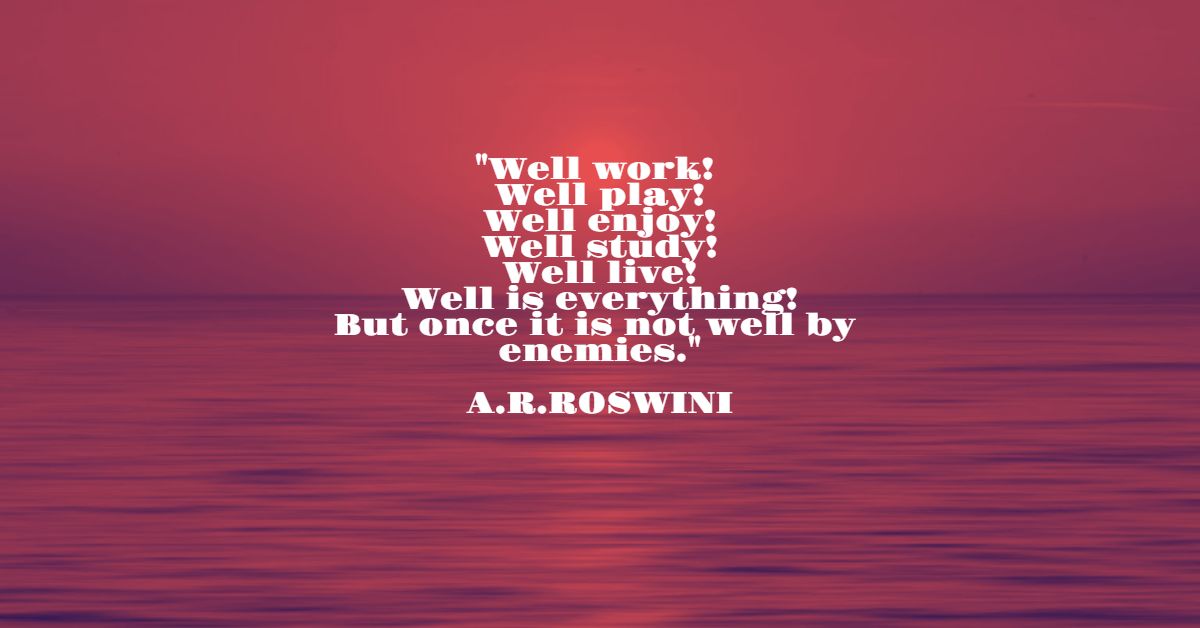 "Well work!
Well play!
Well enjoy!
Well study!
Well live!
Well is everything!
But once it is not well by
enemies."
A.R.ROSWINI